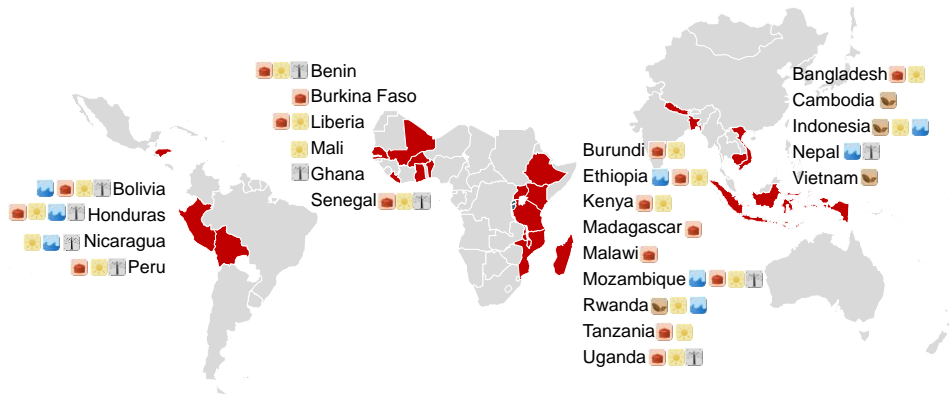 Benin
Burkina Faso
Liberia
Mali
Ghana
Senegal
Bolivia
Honduras
Nicaragua
Peru
Burundi
Ethiopia
Kenya
Madagascar
Malawi
Mozambique
Rwanda
Tanzania
Uganda
Bangladesh
Cambodia
Indonesia
Nepal
Vietnam